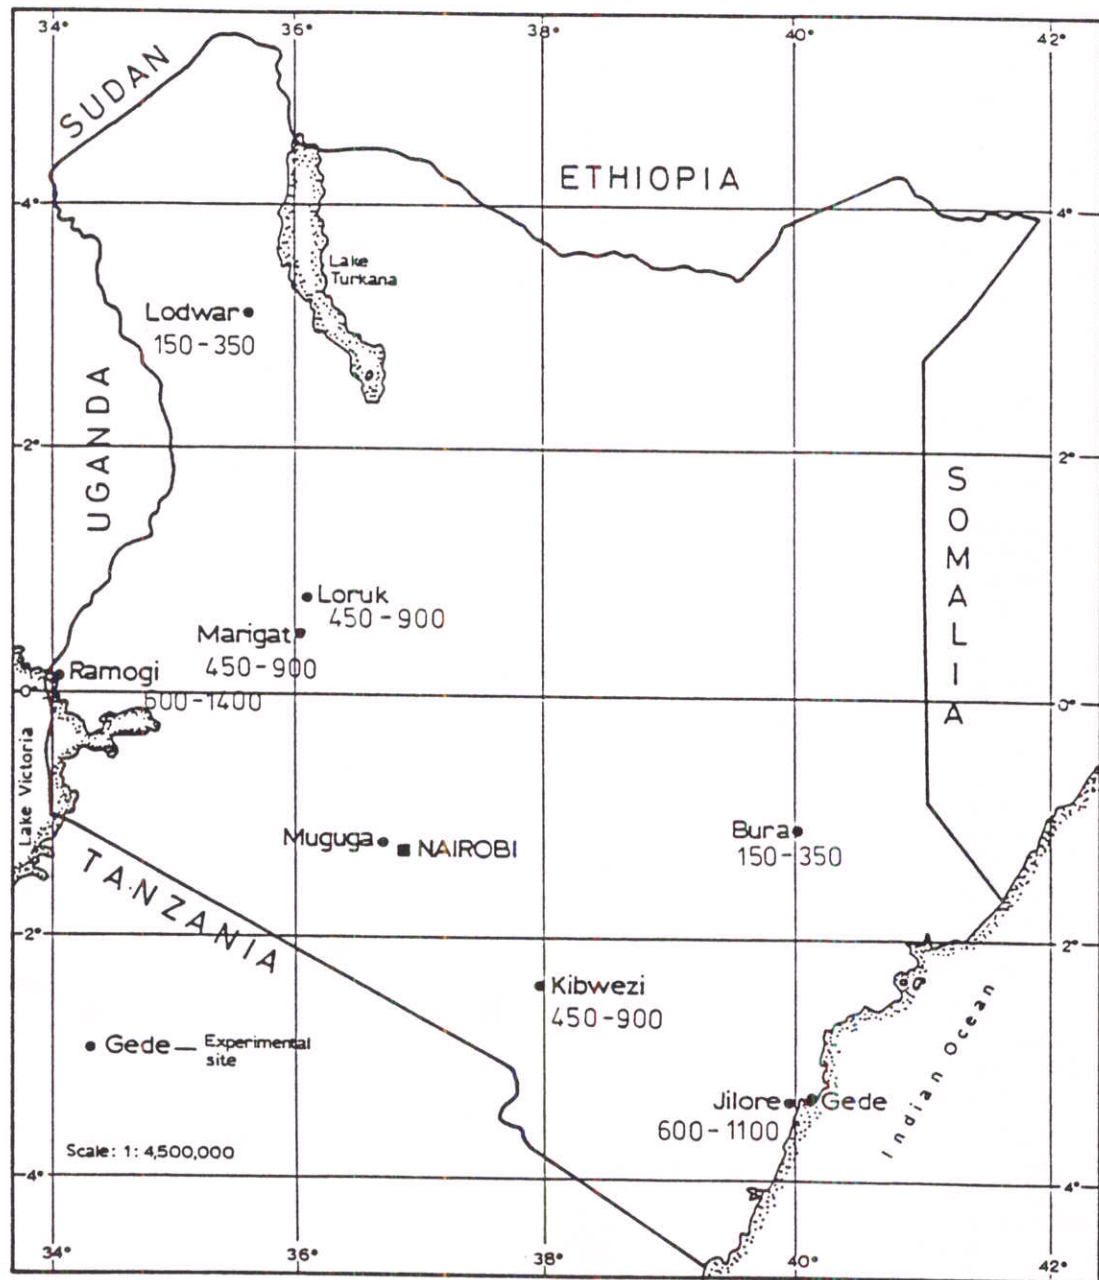 34° 36° 38° 40° 42°
SUDAN
ETHIOPIA
4° 4°
Lake
Turkana
Lodwar
150-350
UGANDA
2° 2°
SOMALIA
Loruk
450-900
Marigat
450-900
Ramogi
600-1400
0° 0°
Lake Victoria
Muguga
NAIROBI
Bura
150-350
TANZANIA
2° 2°
Kibwezi
450-900
Indian Ocean
Gede — Experimental
site
Jilore Gede
600-1100
Scale: 1: 4,500,000
4° 4°
34° 36° 38° 40° 42°